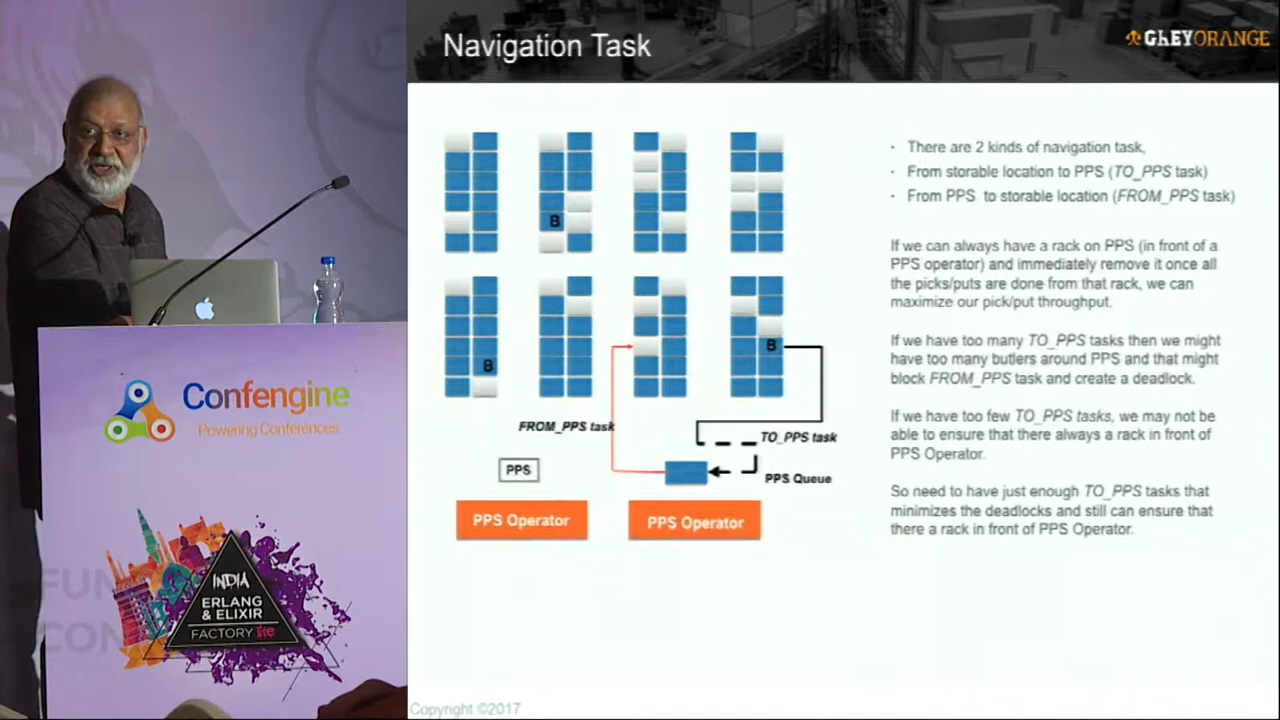 Navigation Task
GREYORANGE
· There are 2 kinds of navigation task,
· From storable location to PPS (TO_PPS task)
· From PPS to storable location (FROM_PPS task)
If we can always have a rack on PPS (in front of a
PPS operator) and immediately remove it once all
the picks/puts are done from that rack, we can
maximize our pick/put throughput.
If we have too many TO_PPS tasks then we might
have too many butlers around PPS and that might
block FROM_PPS task and create a deadlock.
If we have too few TO_PPS tasks, we may not be
able to ensure that there always a rack in front of
PPS Operator.
So need to have just enough TO_PPS tasks that
minimizes the deadlocks and still can ensure that
there a rack in front of PPS Operator.
B
B
B
FROM_PPS task
TO_PPS task
PPS
PPS Queue
PPS Operator
PPS Operator
Copyright ©2017
Confengine
Powering Conferences
INDIA
ERLANG
& ELIXIR
FACTORY lite
FUN
CON